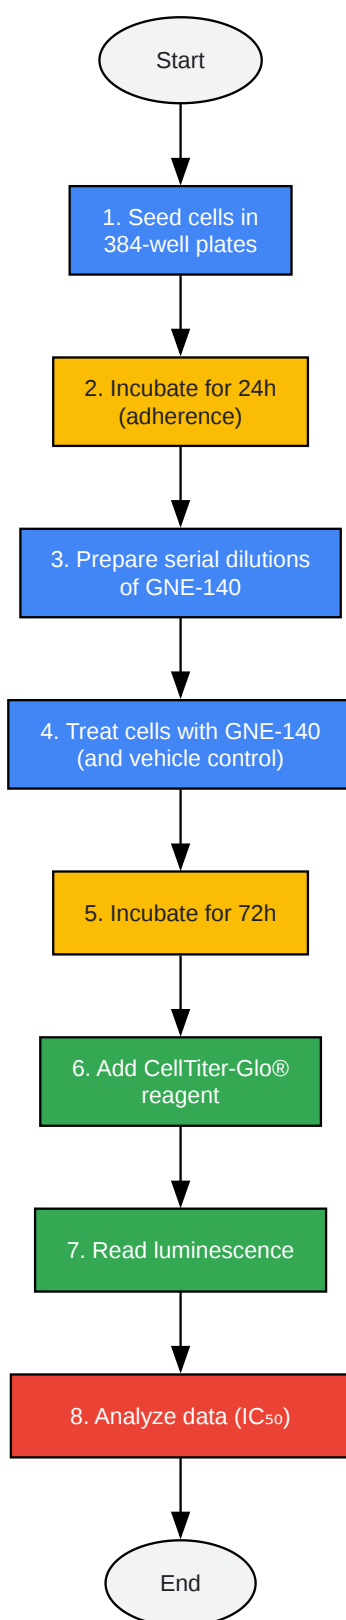 Start
1. Seed cells in
384-well plates
2. Incubate for 24h
(adherence)
3. Prepare serial dilutions
of GNE-140
4. Treat cells with GNE-140
(and vehicle control)
5. Incubate for 72h
6. Add CellTiter-Glo®
reagent
7. Read luminescence
8. Analyze data (IC₅₀)
End